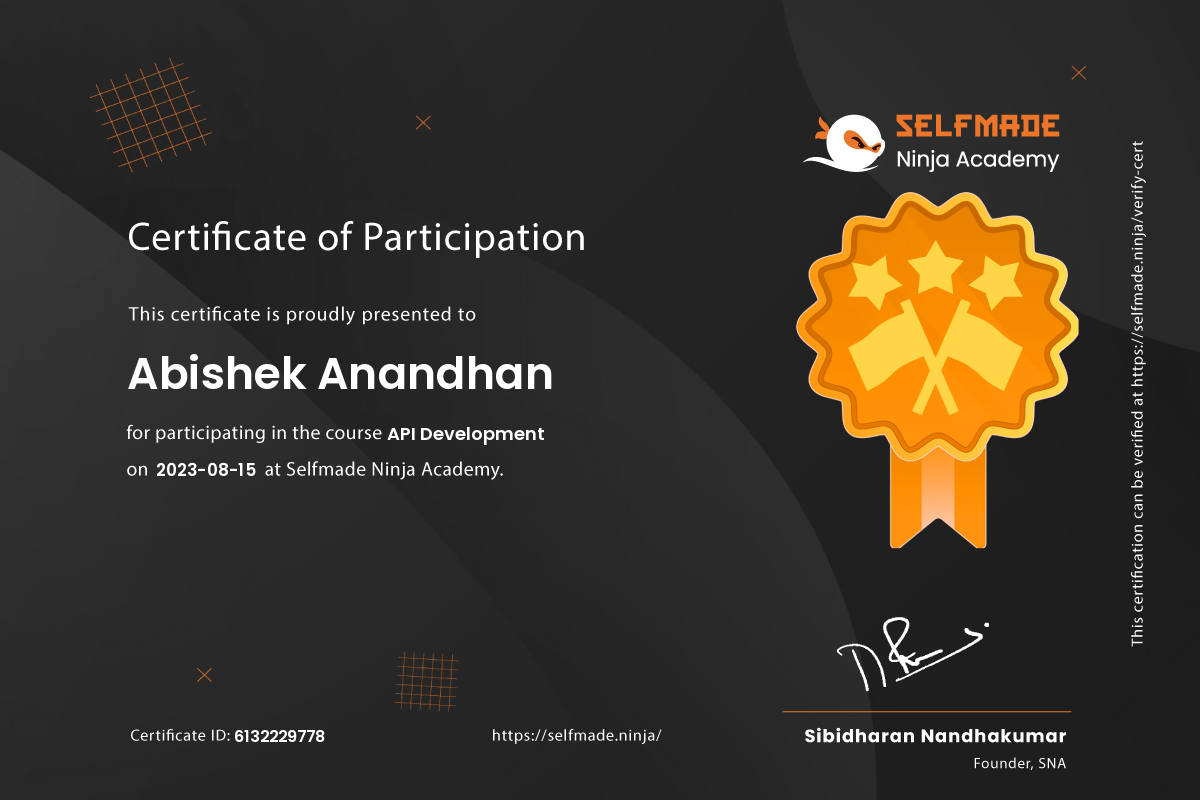 SELFMADE
Ninja Academy
Certificate of Participation
This certificate is proudly presented to
Abishek Anandhan
for participating in the course API Development
on 2023-08-15 at Selfmade Ninja Academy.
This certification can be verified at https://selfmade.ninja/verify-cert
Certificate ID: 6132229778
https://selfmade.ninja/
Sibidharan Nandhakumar
Founder, SNA